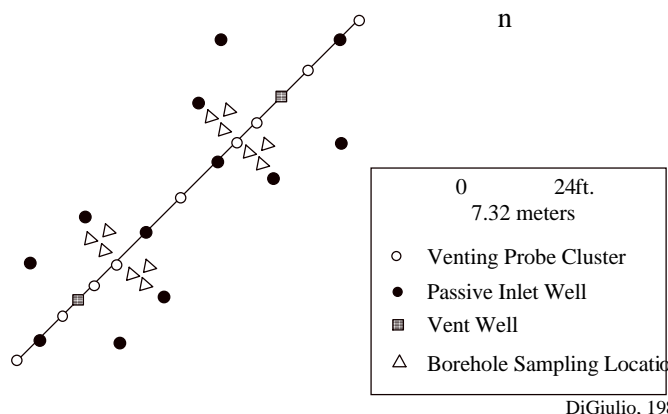 n
0 24ft.
7.32 meters
Venting Probe Cluster
Passive Inlet Well
Vent Well
Borehole Sampling Locatio
DiGiulio, 19